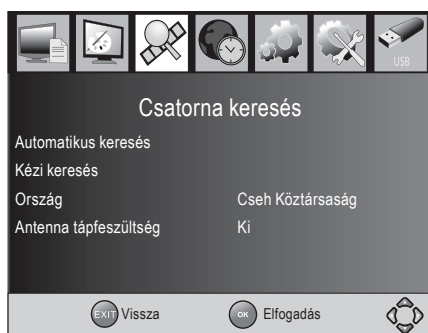 USB
Csatorna keresés
Automatikus keresés
Kézi keresés
Ország Cseh Köztársaság
Antenna tápfeszültség Ki
EXIT Vissza OK Elfogadás